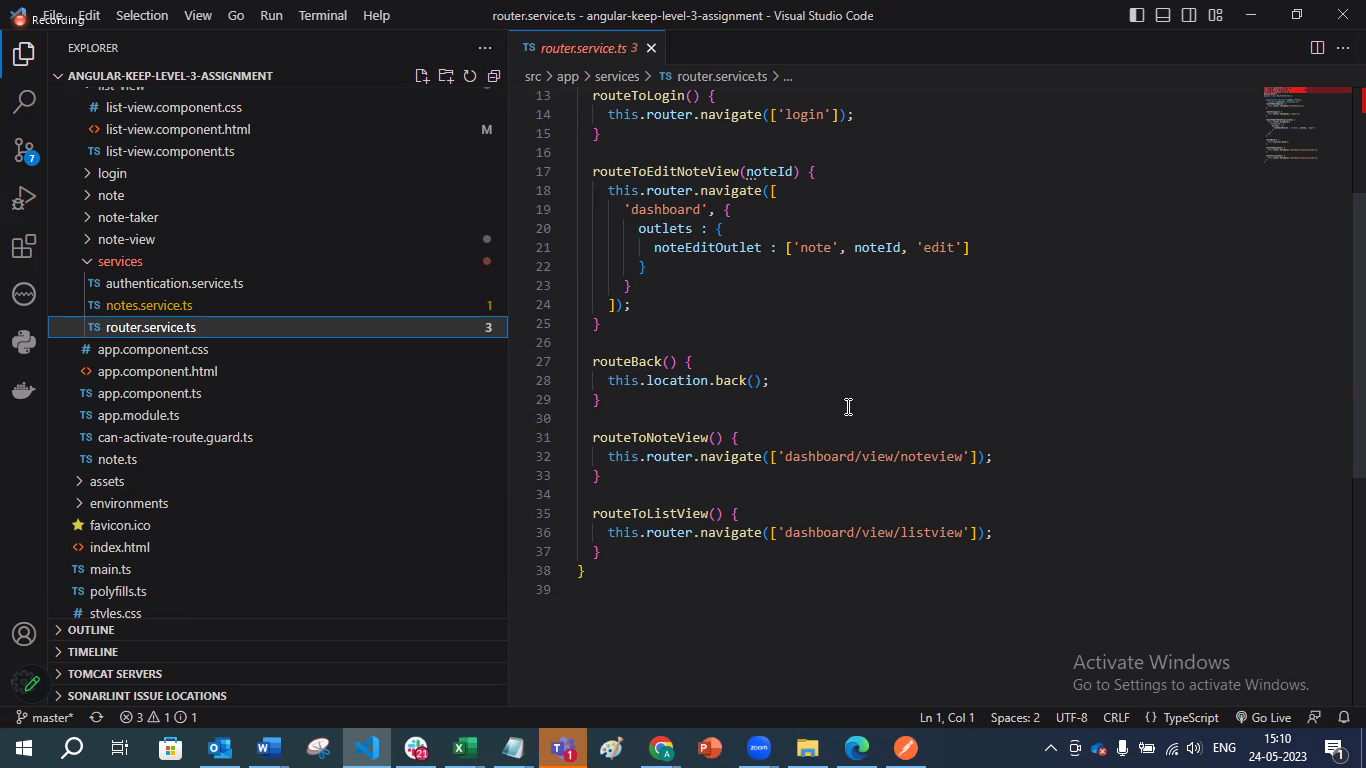 File Edit Selection View Go Run Terminal Help
Recording
router.service.ts - angular-keep-level-3-assignment - Visual Studio Code
EXPLORER
ANGULAR-KEEP-LEVEL-3-ASSIGNMENT
list-view
list-view.component.css
list-view.component.html M
list-view.component.ts
login
note
note-taker
note-view
services
authentication.service.ts
notes.service.ts 1
router.service.ts 3
app.component.css
app.component.html
app.component.ts
app.module.ts
can-activate-route.guard.ts
note.ts
assets
environments
favicon.ico
index.html
main.ts
polyfills.ts
styles.css
OUTLINE
TIMELINE
TOMCAT SERVERS
SONARLINT ISSUE LOCATIONS
TS router.service.ts 3
src > app > services > TS router.service.ts > ...
13 routeToLogin() {
14 this.router.navigate(['login']);
15 }
16
17 routeToEditNoteView(noteId) {
18 this.router.navigate([
19 'dashboard', {
20 outlets : {
21 noteEditOutlet : ['note', noteId, 'edit']
22 }
23 }
24 ]);
25 }
26
27 routeBack() {
28 this.location.back();
29 }
30
31 routeToNoteView() {
32 this.router.navigate(['dashboard/view/noteview']);
33 }
34
35 routeToListView() {
36 this.router.navigate(['dashboard/view/listview']);
37 }
38 }
39
Activate Windows
Go to Settings to activate Windows.
master* 3 1 1 Ln 1, Col 1 Spaces: 2 UTF-8 CRLF {} TypeScript Go Live
ENG 15:10
24-05-2023